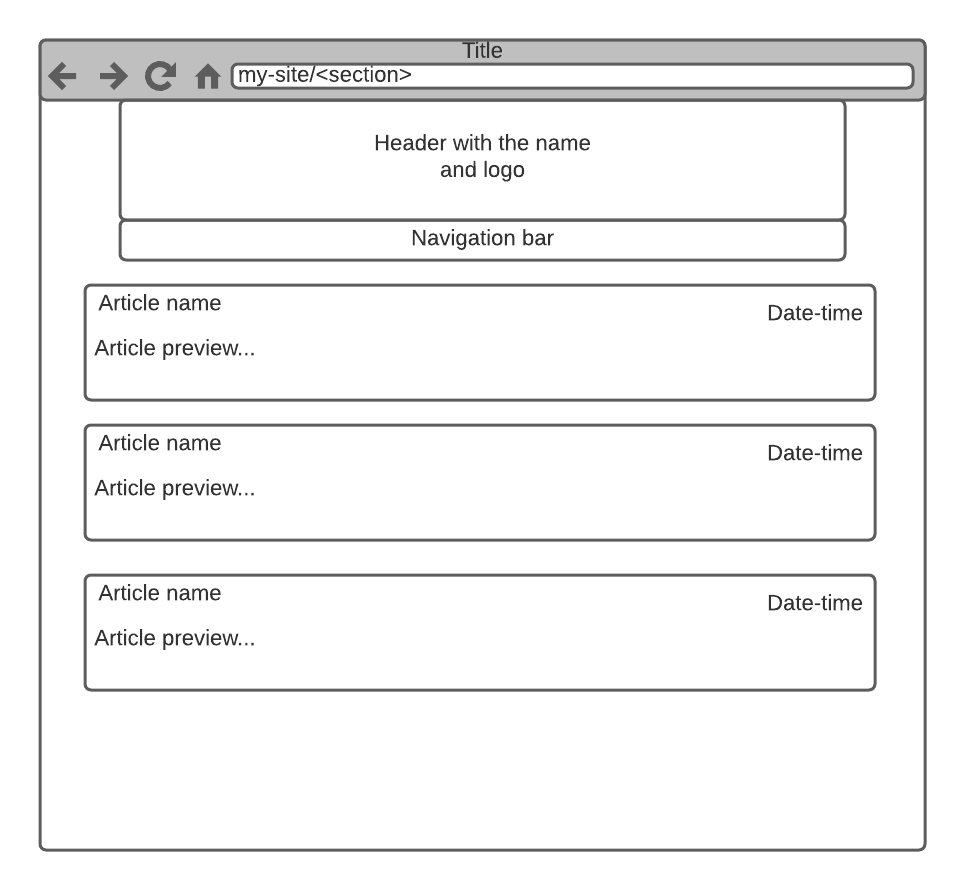 Title
my-site/<section>
Header with the name
and logo
Navigation bar
Article name
Date-time
Article preview...
Article name
Date-time
Article preview...
Article name
Date-time
Article preview...